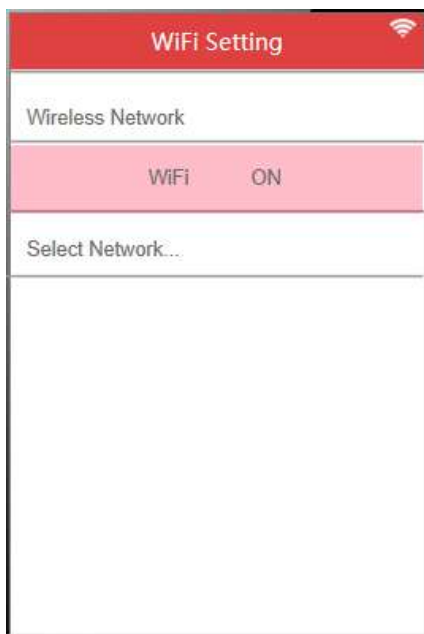 WiFi Setting
Wireless Network
WiFi ON
Select Network...